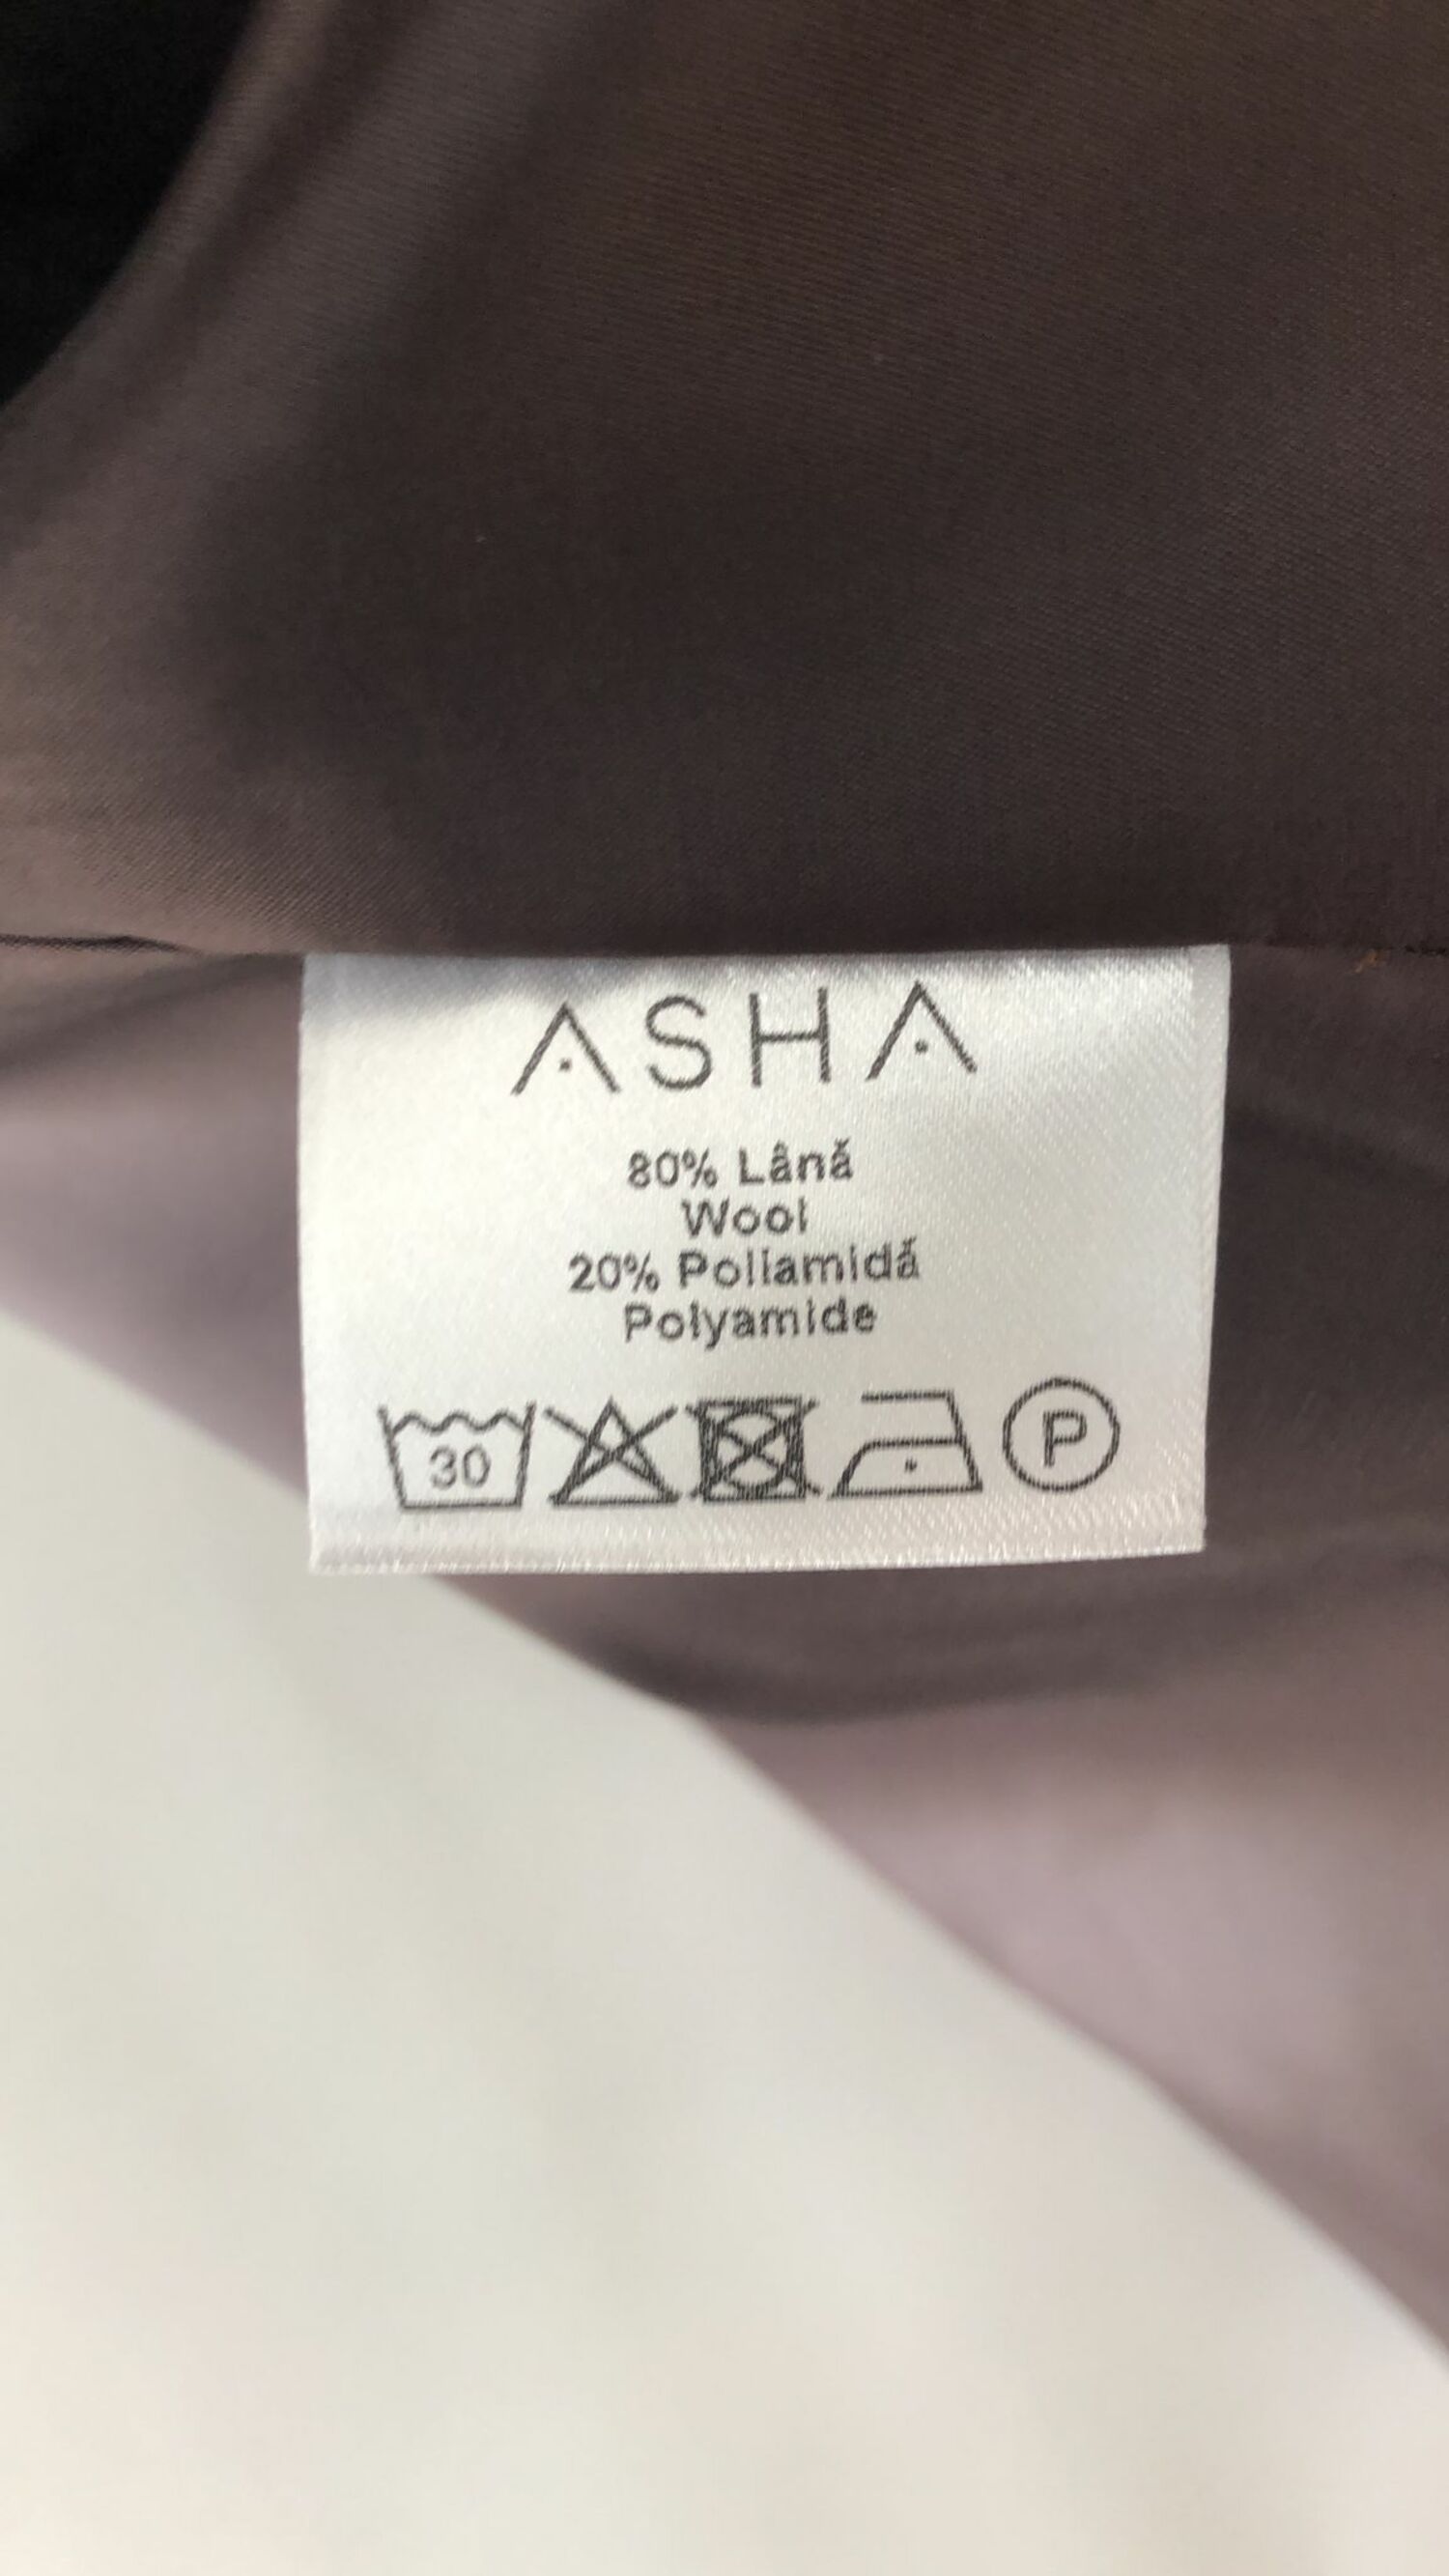 ASHA
80% Lână
Wool
20% Poliamidă
Polyamide
30 P